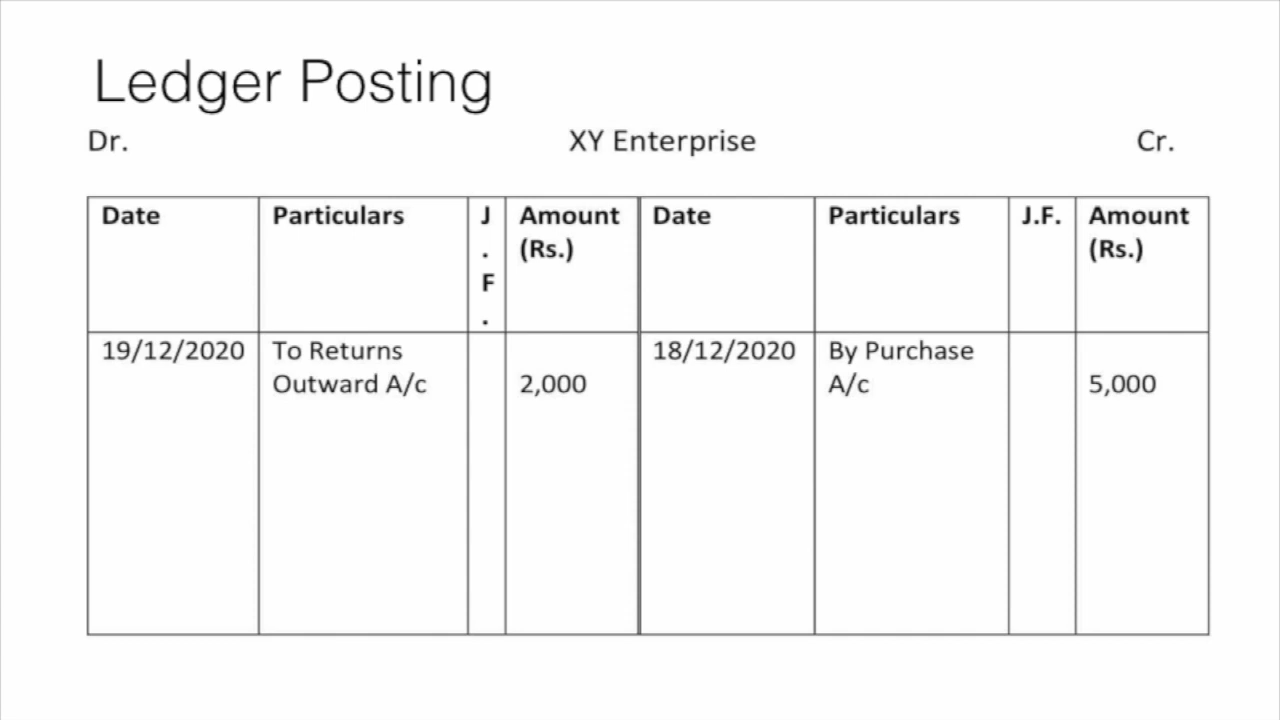 Ledger Posting
Dr. XY Enterprise Cr.
Date Particulars J Amount Date Particulars J.F. Amount
. (Rs.) (Rs.)
F
.
19/12/2020 To Returns 18/12/2020 By Purchase
Outward A/c 2,000 A/c 5,000